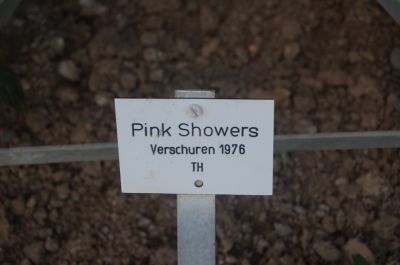 Pink Showers
Verschuren 1976
TH